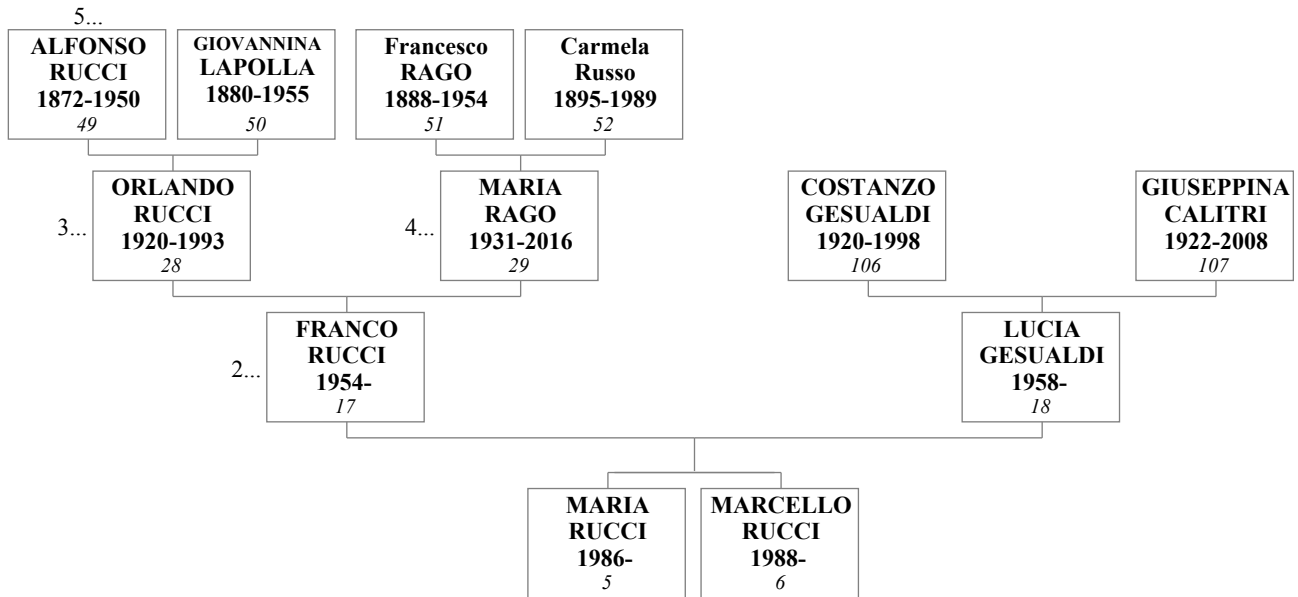 5...
ALFONSO
RUCCI
1872-1950
49
GIOVANNINA
LAPOLLA
1880-1955
50
Francesco
RAGO
1888-1954
51
Carmela
Russo
1895-1989
52
3...
ORLANDO
RUCCI
1920-1993
28
4...
MARIA
RAGO
1931-2016
29
COSTANZO
GESUALDI
1920-1998
106
GIUSEPPINA
CALITRI
1922-2008
107
2...
FRANCO
RUCCI
1954-
17
LUCIA
GESUALDI
1958-
18
MARIA
RUCCI
1986-
5
MARCELLO
RUCCI
1988-
6